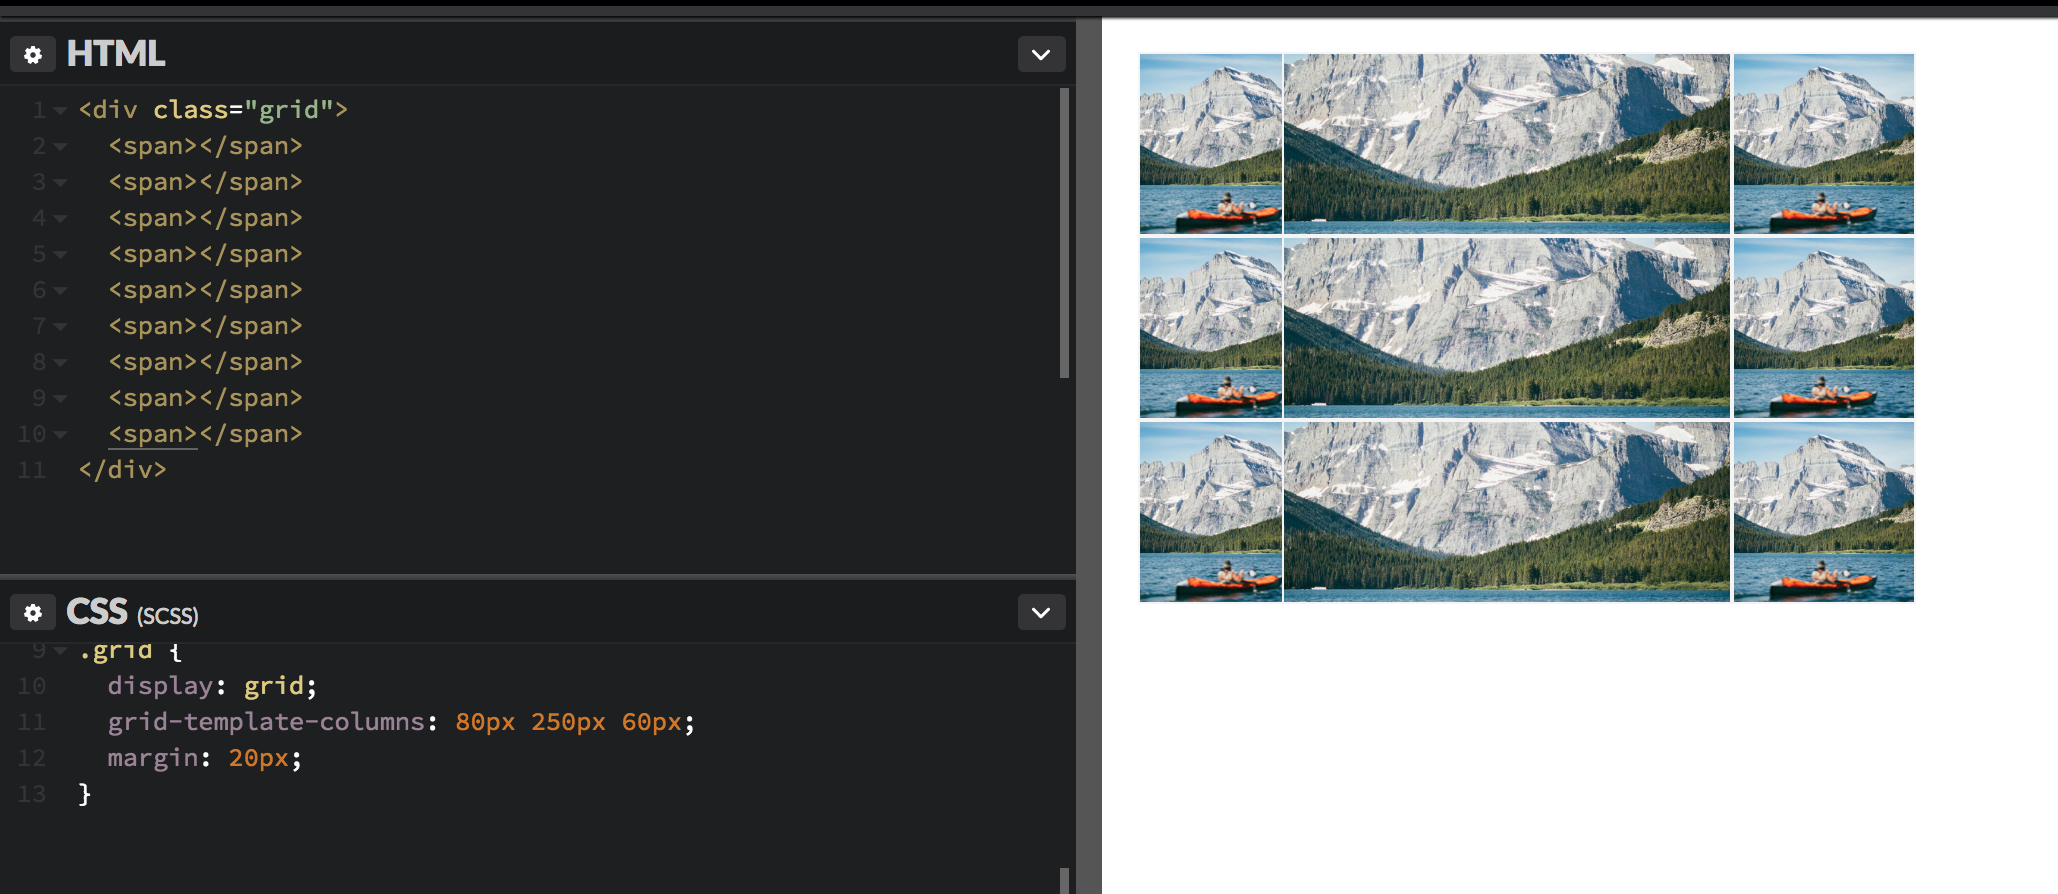 HTML
1 <div class="grid">
2 <span></span>
3 <span></span>
4 <span></span>
5 <span></span>
6 <span></span>
7 <span></span>
8 <span></span>
9 <span></span>
10 <span></span>
11 </div>
CSS (SCSS)
9 .grid {
10 display: grid;
11 grid-template-columns: 80px 250px 60px;
12 margin: 20px;
13 }